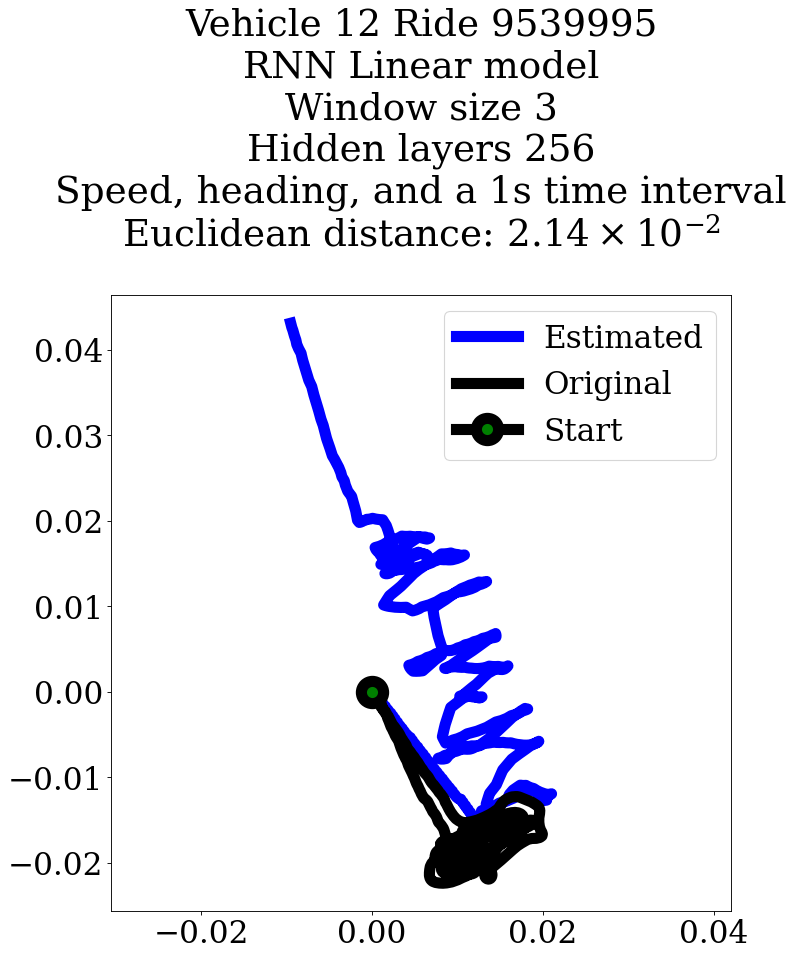 Vehicle 12 Ride 9539995
RNN Linear model
Window size 3
Hidden layers 256
Speed, heading, and a 1s time interval
Euclidean distance: 2.14 × 10⁻²
Estimated
Original
Start
0.04
0.03
0.02
0.01
0.00
−0.01
−0.02
−0.02 0.00 0.02 0.04